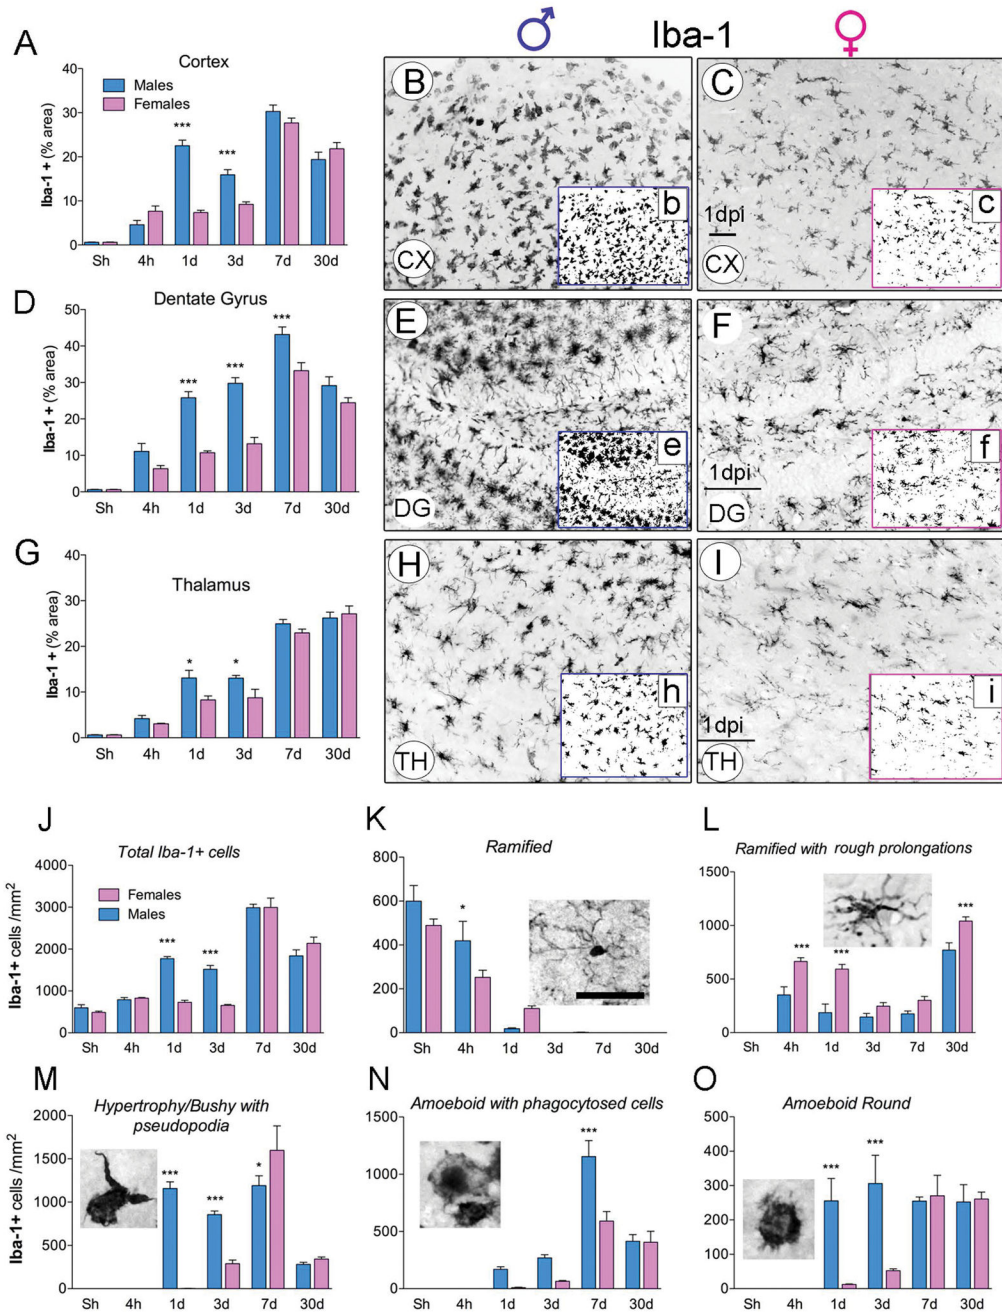 ♂ Iba-1 ♀
A
Cortex
Males
Females
Iba-1 + (% area)
40
30
20
10
0
***
***
Sh 4h 1d 3d 7d 30d
B
b
CX
C
c
1dpi
CX
D
Dentate Gyrus
Iba-1 + (% area)
50
40
30
20
10
0
***
***
***
Sh 4h 1d 3d 7d 30d
E
e
DG
F
f
1dpi
DG
G
Thalamus
Iba-1 + (% area)
40
30
20
10
0
*
*
Sh 4h 1d 3d 7d 30d
H
h
TH
I
i
1dpi
TH
J
Total Iba-1+ cells
Females
Males
Iba-1+ cells /mm2
4000
3000
2000
1000
0
***
***
Sh 4h 1d 3d 7d 30d
K
Ramified
800
600
400
200
0
*
Sh 4h 1d 3d 7d 30d
L
Ramified with rough prolongations
1500
1000
500
0
***
***
***
Sh 4h 1d 3d 7d 30d
M
Hypertrophy/Bushy with
pseudopodia
Iba-1+ cells /mm2
2000
1500
1000
500
0
***
***
*
Sh 4h 1d 3d 7d 30d
N
Amoeboid with phagocytosed cells
1500
1000
500
0
***
Sh 4h 1d 3d 7d 30d
O
Amoeboid Round
500
400
300
200
100
0
***
***
Sh 4h 1d 3d 7d 30d